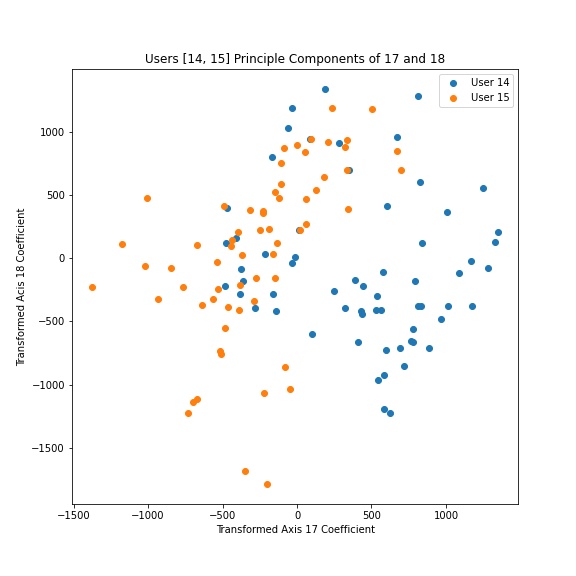 Users [14, 15] Principle Components of 17 and 18
User 14
User 15
1000
500
0
−500
−1000
−1500
Transformed Acis 18 Coefficient
−1500
−1000
−500
0
500
1000
Transformed Axis 17 Coefficient